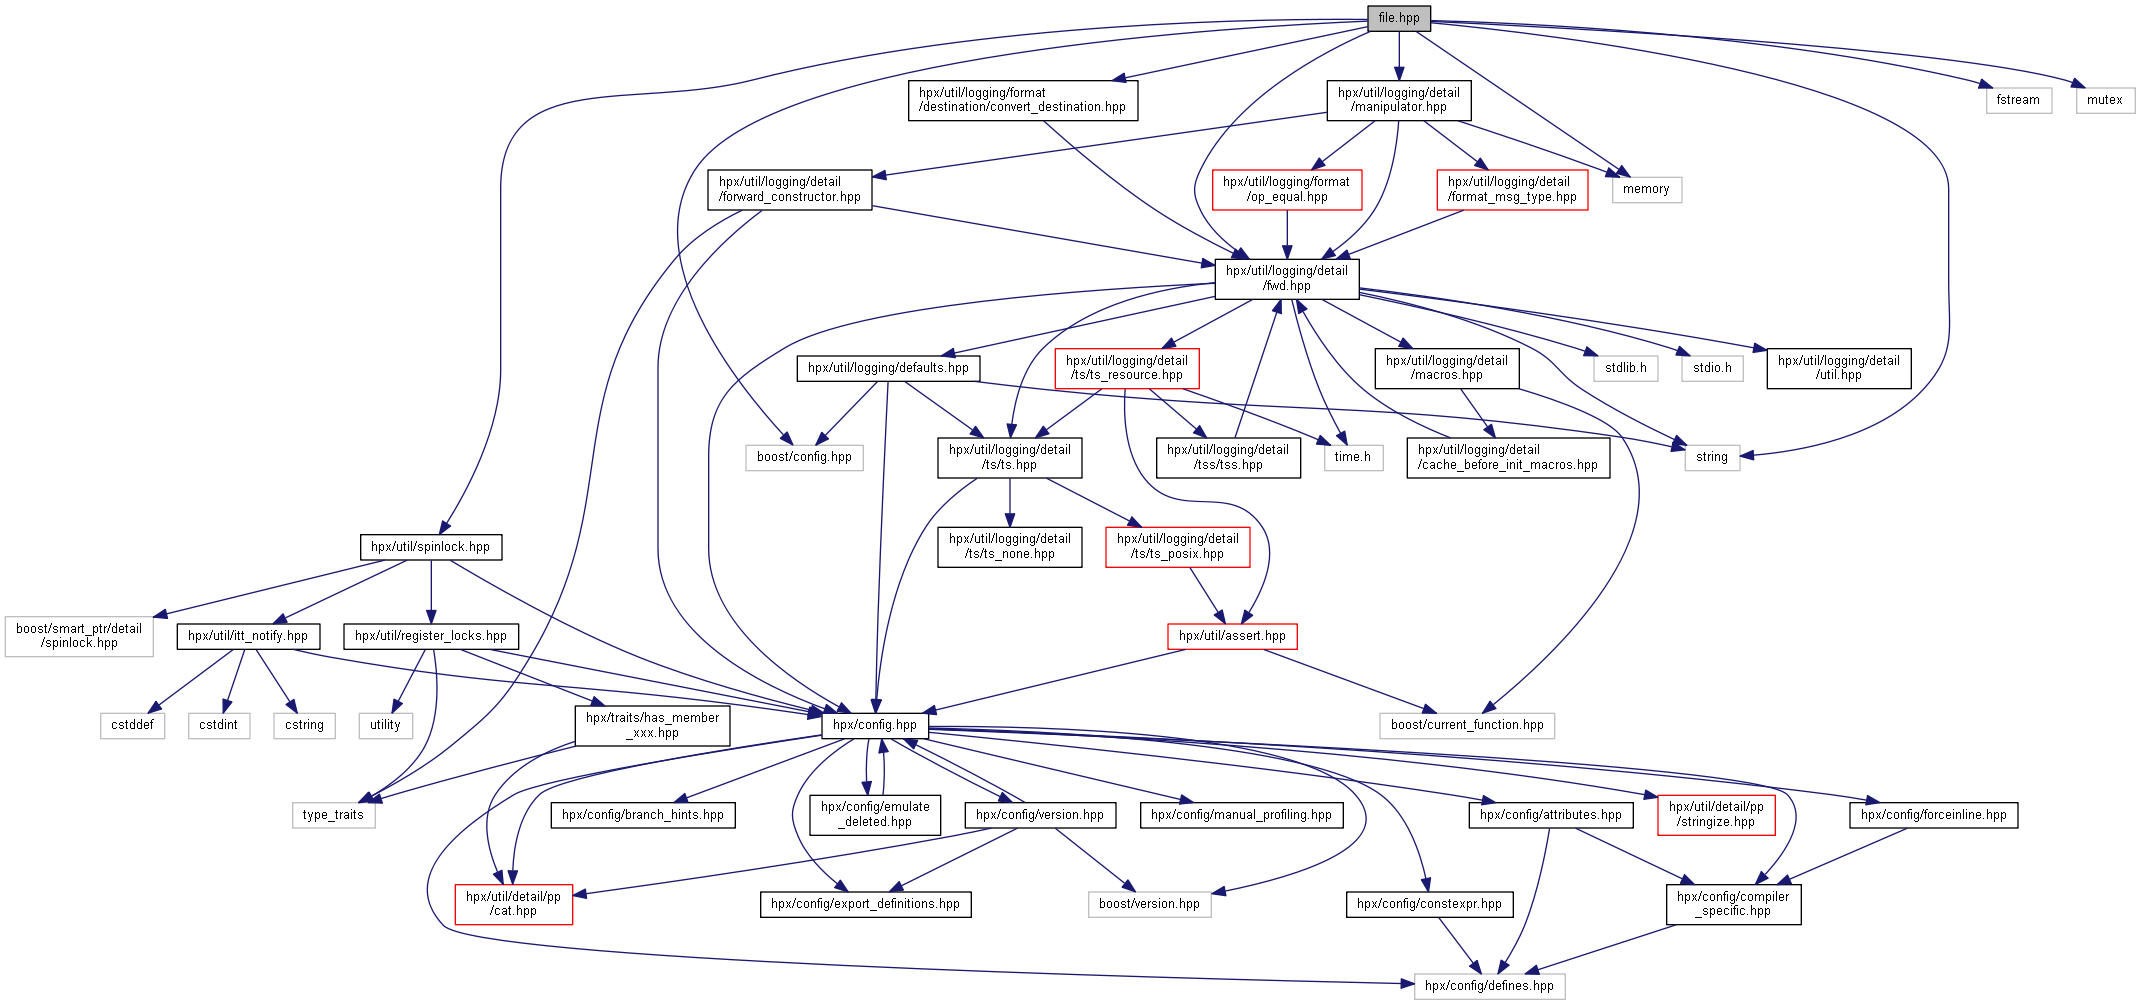 file.hpp
hpx/util/logging/format
/destination/convert_destination.hpp
hpx/util/logging/detail
/manipulator.hpp
fstream
mutex
hpx/util/logging/detail
/forward_constructor.hpp
hpx/util/logging/format
/op_equal.hpp
hpx/util/logging/detail
/format_msg_type.hpp
memory
hpx/util/logging/detail
/fwd.hpp
hpx/util/logging/defaults.hpp
hpx/util/logging/detail
/ts/ts_resource.hpp
hpx/util/logging/detail
/macros.hpp
stdlib.h
stdio.h
hpx/util/logging/detail
/util.hpp
boost/config.hpp
hpx/util/logging/detail
/ts/ts.hpp
hpx/util/logging/detail
/tss/tss.hpp
time.h
hpx/util/logging/detail
/cache_before_init_macros.hpp
string
hpx/util/spinlock.hpp
hpx/util/logging/detail
/ts/ts_none.hpp
hpx/util/logging/detail
/ts/ts_posix.hpp
boost/smart_ptr/detail
/spinlock.hpp
hpx/util/itt_notify.hpp
hpx/util/register_locks.hpp
hpx/util/assert.hpp
cstddef
cstdint
cstring
utility
hpx/traits/has_member
_xxx.hpp
hpx/config.hpp
boost/current_function.hpp
type_traits
hpx/config/branch_hints.hpp
hpx/config/emulate
_deleted.hpp
hpx/config/version.hpp
hpx/config/manual_profiling.hpp
hpx/config/attributes.hpp
hpx/util/detail/pp
/stringize.hpp
hpx/config/forceinline.hpp
hpx/util/detail/pp
/cat.hpp
hpx/config/export_definitions.hpp
boost/version.hpp
hpx/config/constexpr.hpp
hpx/config/compiler
_specific.hpp
hpx/config/defines.hpp